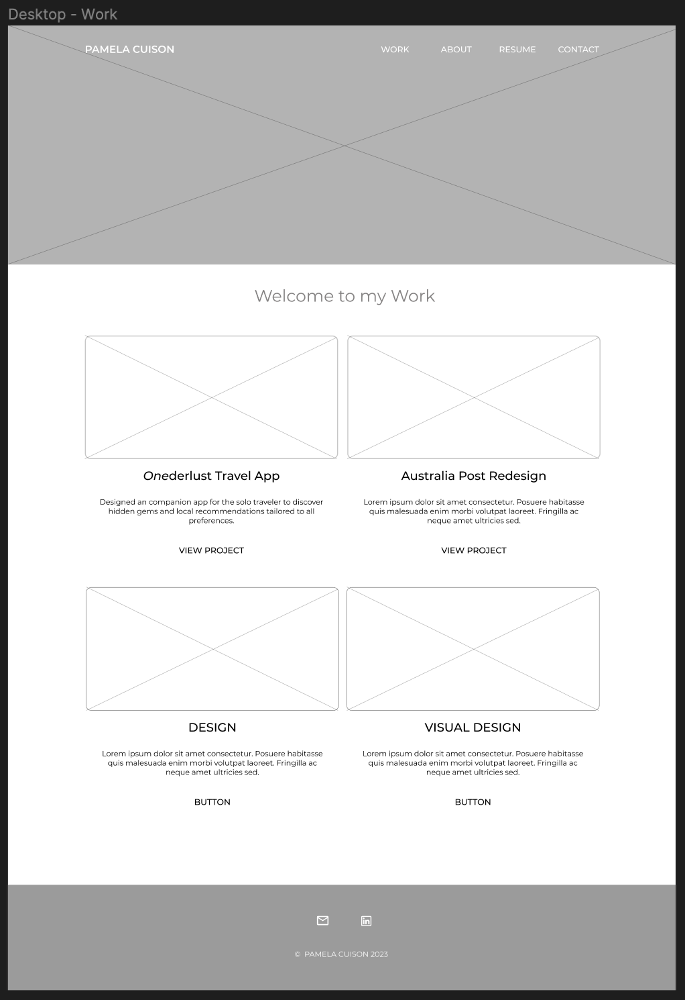 Desktop - Work
PAMELA CUISON
WORK ABOUT RESUME CONTACT
Welcome to my Work
Onederlust Travel App
Designed an companion app for the solo traveler to discover
hidden gems and local recommendations tailored to all
preferences.
VIEW PROJECT
Australia Post Redesign
Lorem ipsum dolor sit amet consectetur. Posuere habitasse
quis malesuada enim morbi volutpat laoreet. Fringilla ac
neque amet ultricies sed.
VIEW PROJECT
DESIGN
Lorem ipsum dolor sit amet consectetur. Posuere habitasse
quis malesuada enim morbi volutpat laoreet. Fringilla ac
neque amet ultricies sed.
BUTTON
VISUAL DESIGN
Lorem ipsum dolor sit amet consectetur. Posuere habitasse
quis malesuada enim morbi volutpat laoreet. Fringilla ac
neque amet ultricies sed.
BUTTON
in
© PAMELA CUISON 2023